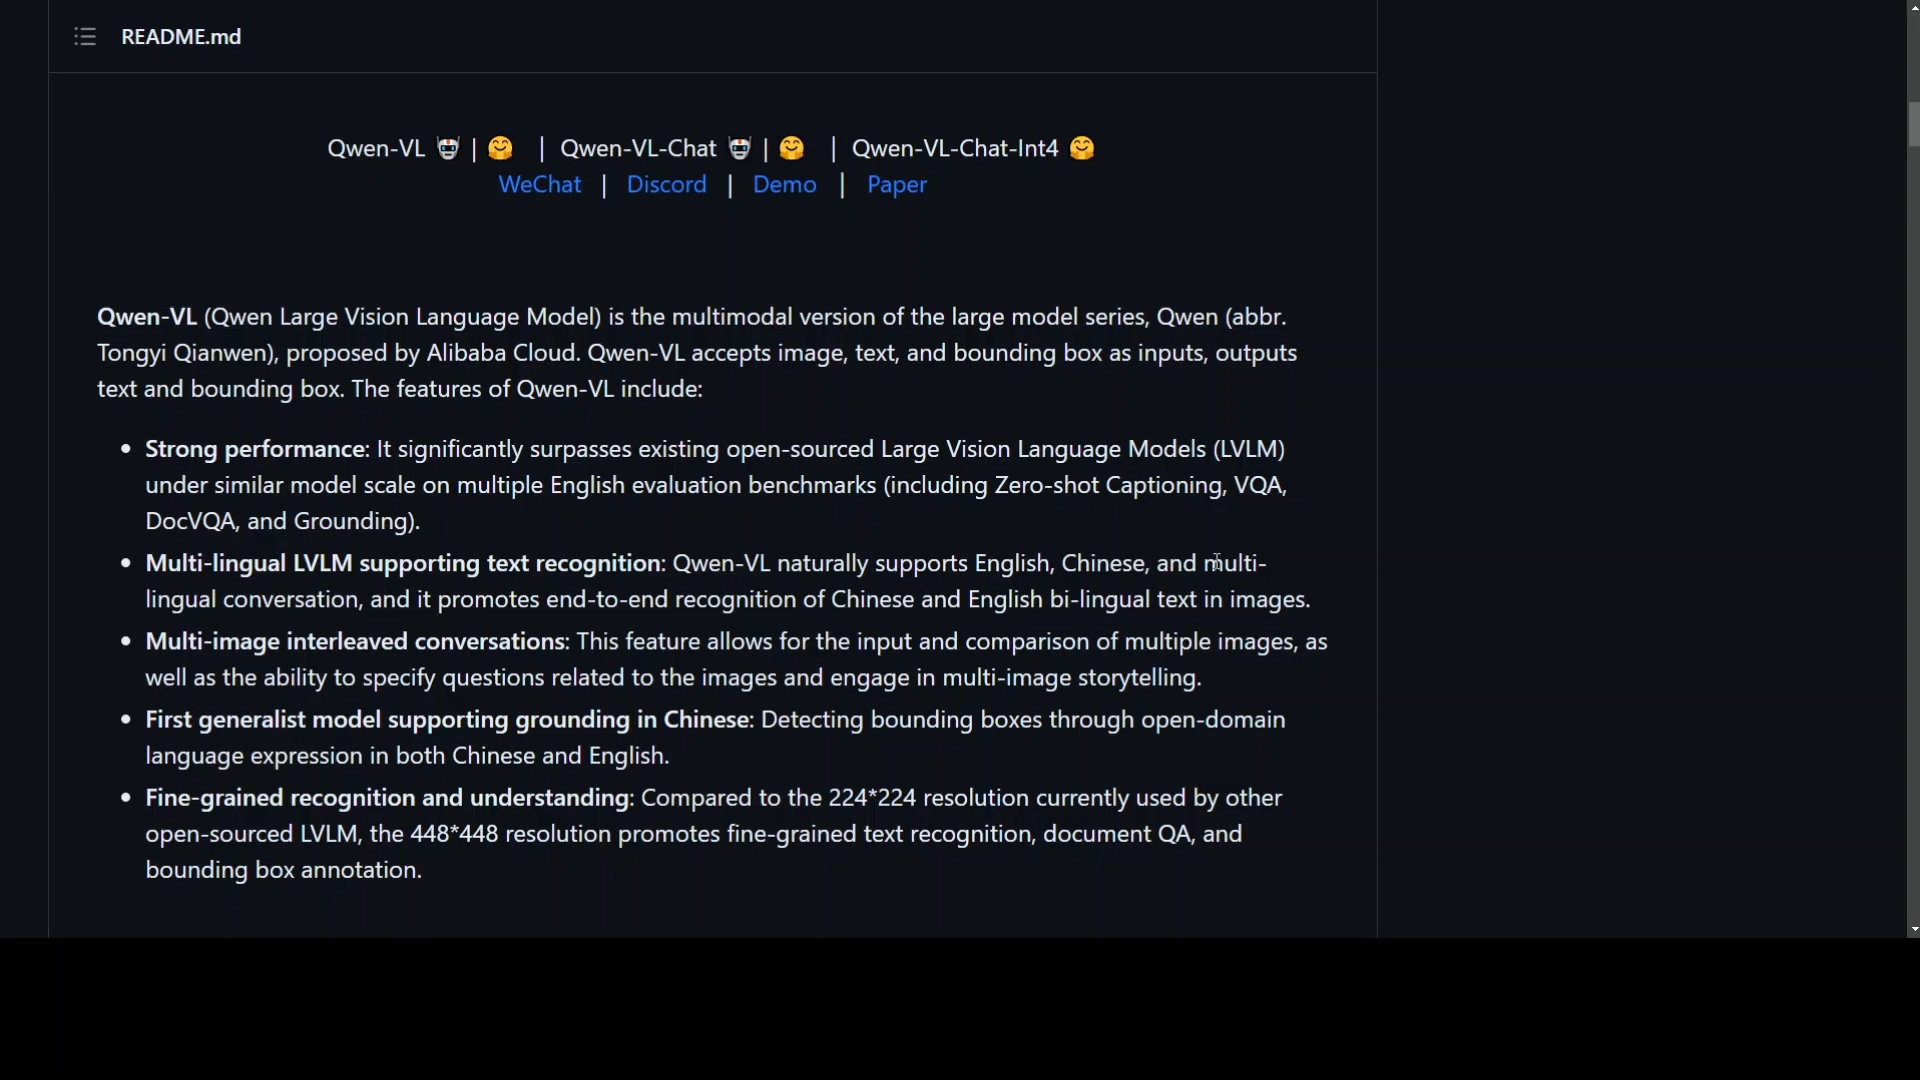 README.md
Qwen-VL 🤖 | 🤗 | Qwen-VL-Chat 🤖 | 🤗 | Qwen-VL-Chat-Int4 🤗
WeChat | Discord | Demo | Paper
Qwen-VL (Qwen Large Vision Language Model) is the multimodal version of the large model series, Qwen (abbr.
Tongyi Qianwen), proposed by Alibaba Cloud. Qwen-VL accepts image, text, and bounding box as inputs, outputs
text and bounding box. The features of Qwen-VL include:
• Strong performance: It significantly surpasses existing open-sourced Large Vision Language Models (LVLM)
under similar model scale on multiple English evaluation benchmarks (including Zero-shot Captioning, VQA,
DocVQA, and Grounding).
• Multi-lingual LVLM supporting text recognition: Qwen-VL naturally supports English, Chinese, and multi-
lingual conversation, and it promotes end-to-end recognition of Chinese and English bi-lingual text in images.
• Multi-image interleaved conversations: This feature allows for the input and comparison of multiple images, as
well as the ability to specify questions related to the images and engage in multi-image storytelling.
• First generalist model supporting grounding in Chinese: Detecting bounding boxes through open-domain
language expression in both Chinese and English.
• Fine-grained recognition and understanding: Compared to the 224*224 resolution currently used by other
open-sourced LVLM, the 448*448 resolution promotes fine-grained text recognition, document QA, and
bounding box annotation.